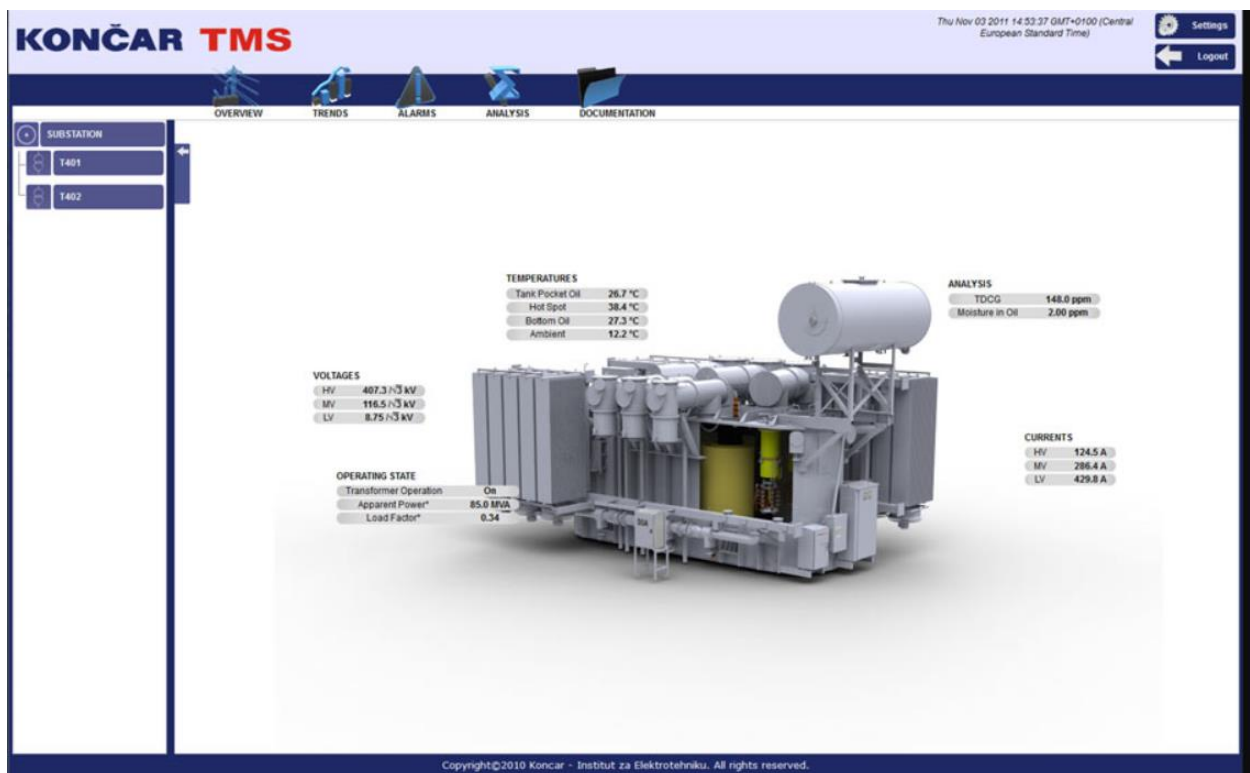 KONČAR TMS
Thu Nov 03 2011 14:53:37 GMT+0100 (Central
European Standard Time)
Settings
Logout
OVERVIEW TRENDS ALARMS ANALYSIS DOCUMENTATION
SUBSTATION
T401
T402
TEMPERATURES
Tank Pocket Oil 26.7 °C
Hot Spot 38.4 °C
Bottom Oil 27.3 °C
Ambient 12.2 °C
ANALYSIS
TDCG 148.0 ppm
Moisture in Oil 2.00 ppm
VOLTAGES
HV 407.3 /√3 kV
MV 116.5 /√3 kV
LV 8.75 /√3 kV
CURRENTS
HV 124.5 A
MV 286.4 A
LV 429.8 A
OPERATING STATE
Transformer Operation On
Apparent Power* 85.0 MVA
Load Factor* 0.34
Copyright©2010 Koncar - Institut za Elektrotehniku. All rights reserved.